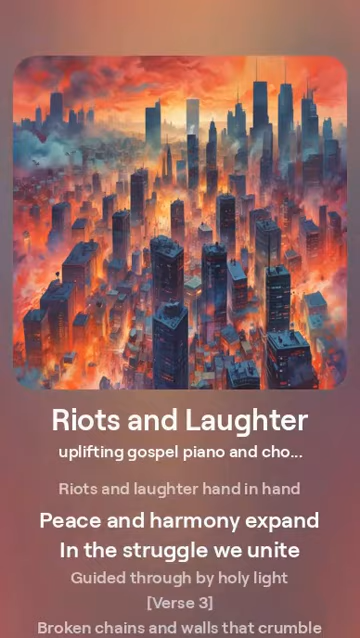 Riots and Laughter
uplifting gospel piano and cho...
Riots and laughter hand in hand
Peace and harmony expand
In the struggle we unite
Guided through by holy light
[Verse 3]
Broken chains and walls that crumble